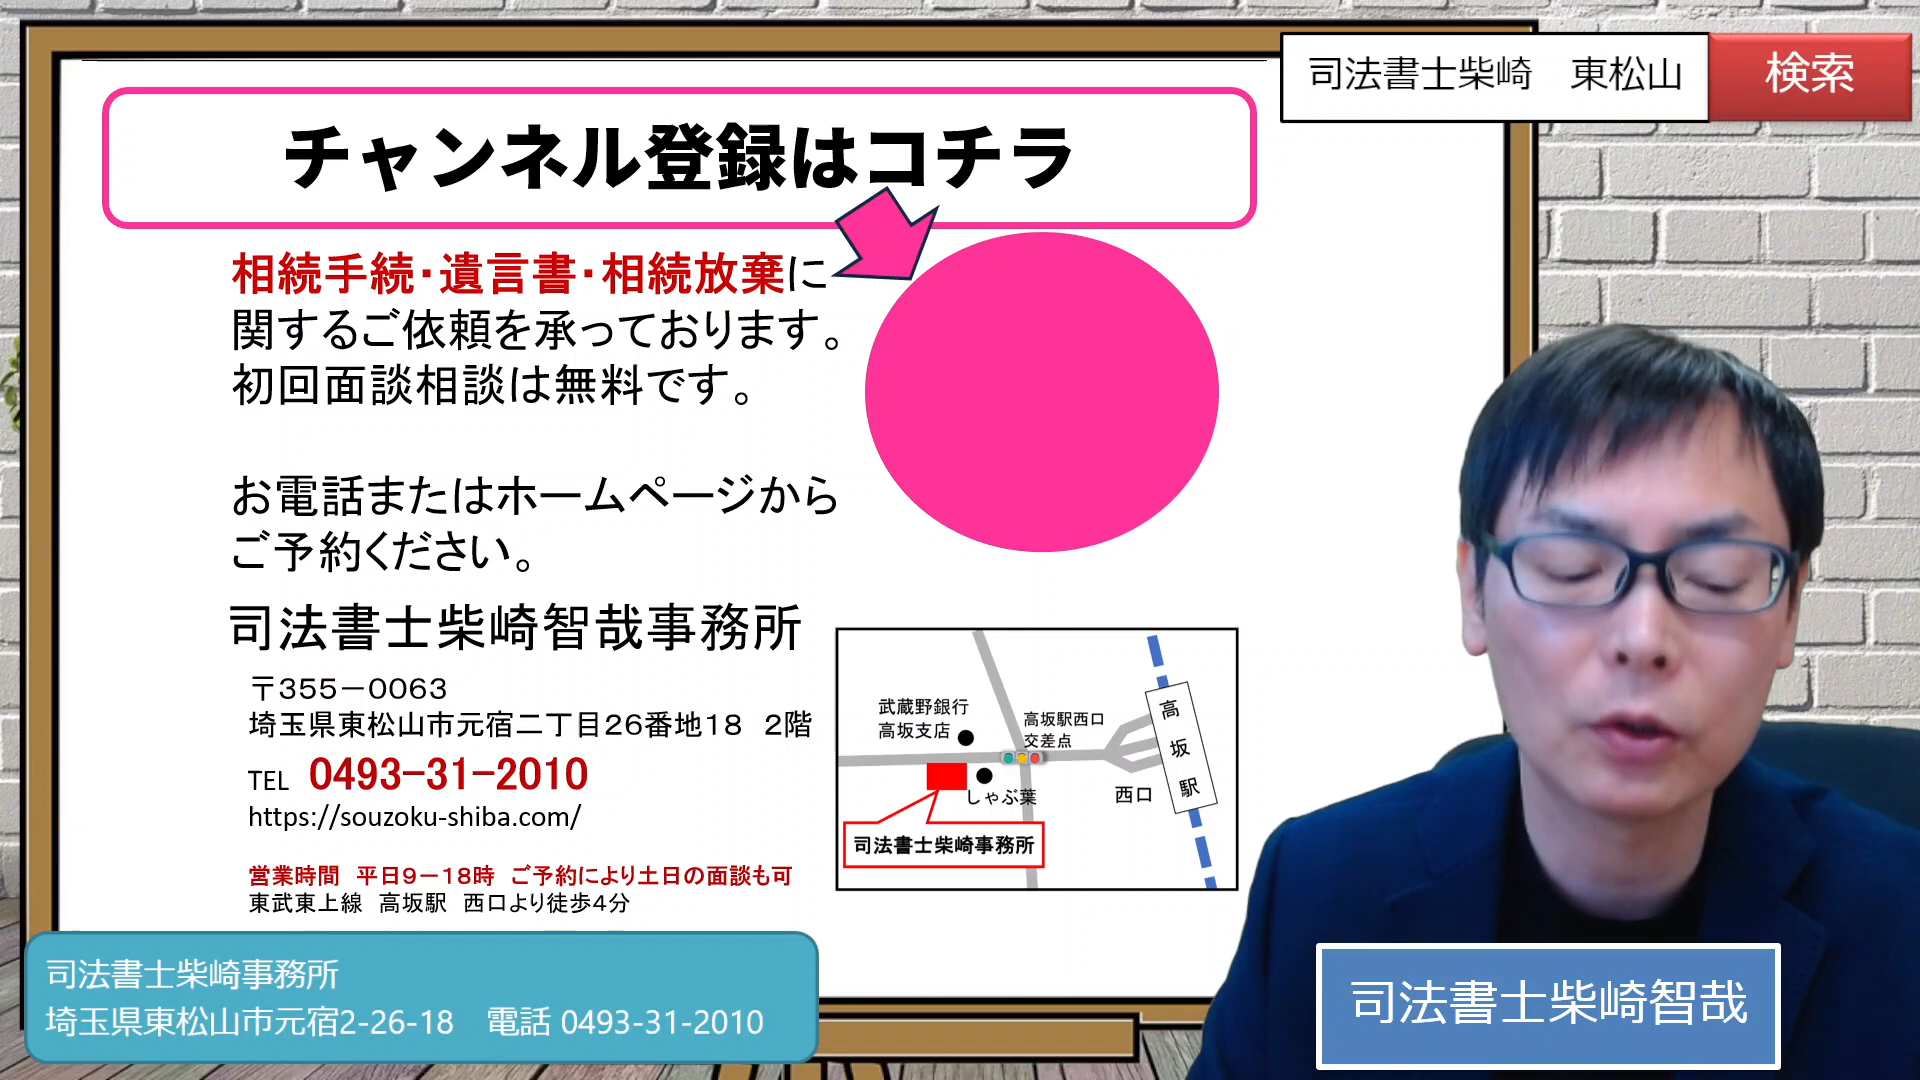 司法書士柴崎　東松山
検索
チャンネル登録はコチラ
相続手続・遺言書・相続放棄に
関するご依頼を承っております。
初回面談相談は無料です。
お電話またはホームページから
ご予約ください。
司法書士柴崎智哉事務所
〒355－0063
埼玉県東松山市元宿二丁目26番地18　2階
TEL　0493-31-2010
https://souzoku-shiba.com/
営業時間　平日9－18時　ご予約により土日の面談も可
東武東上線　高坂駅　西口より徒歩4分
武蔵野銀行
高坂支店
高坂駅西口
交差点
高坂駅
しゃぶ葉
西口
司法書士柴崎事務所
司法書士柴崎事務所
埼玉県東松山市元宿2-26-18　電話 0493-31-2010
司法書士柴崎智哉